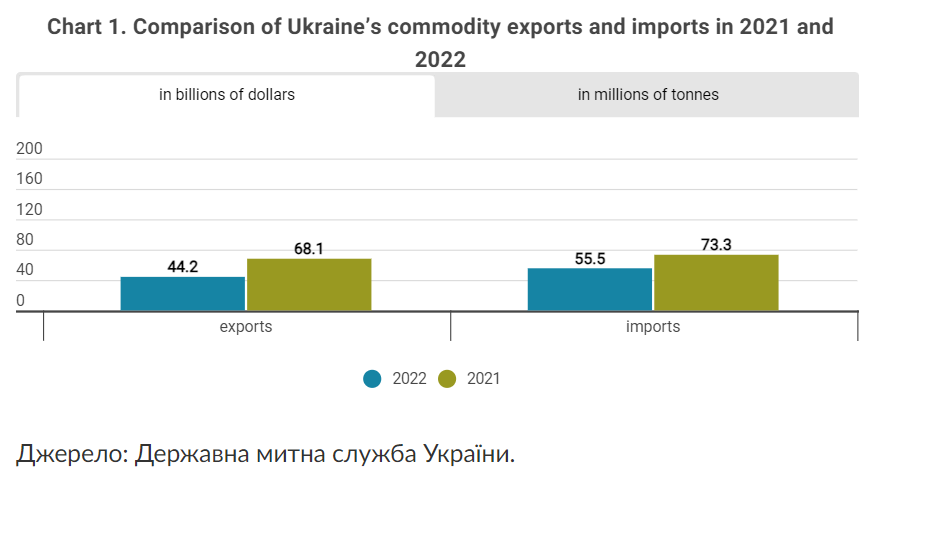 Chart 1. Comparison of Ukraine’s commodity exports and imports in 2021 and
2022
in billions of dollars
in millions of tonnes
200
160
120
80
40
0
44.2
68.1
55.5
73.3
exports
imports
2022
2021
Джерело: Державна митна служба України.